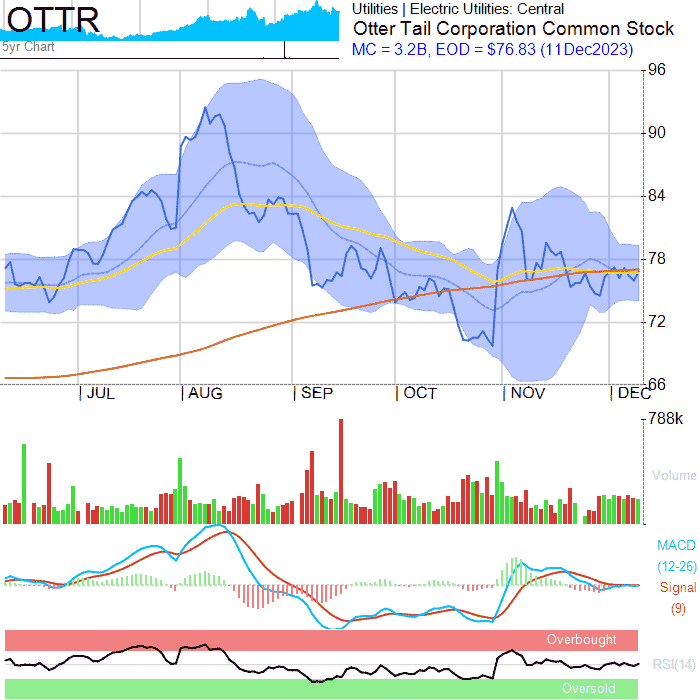 OTTR
5yr Chart
Utilities | Electric Utilities: Central
Otter Tail Corporation Common Stock
MC = 3.2B, EOD = $76.83 (11Dec2023)
96
90
84
78
72
66
JUL AUG SEP OCT NOV DEC
788k
Volume
MACD
(12-26)
Signal
(9)
Overbought
RSI(14)
Oversold